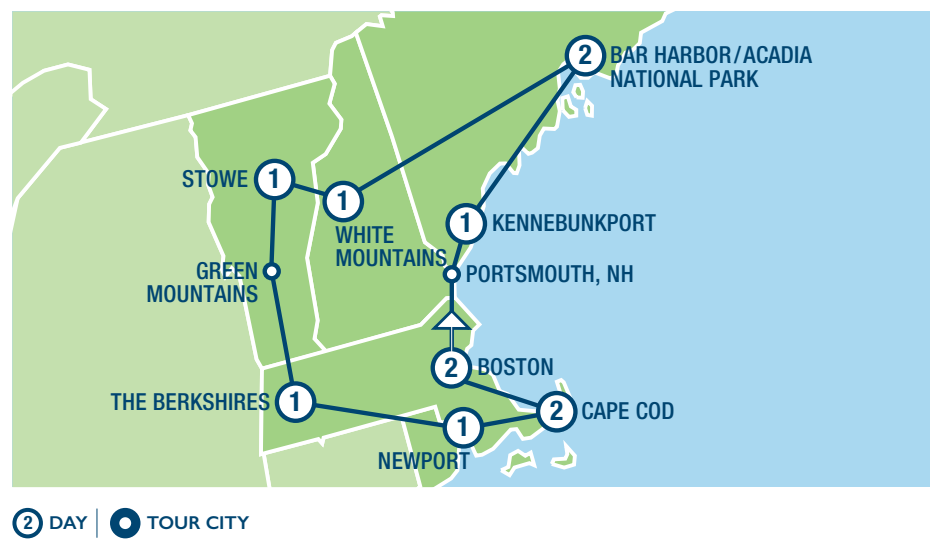 2 BAR HARBOR/ACADIA
NATIONAL PARK
STOWE 1
1
WHITE
MOUNTAINS
1 KENNEBUNKPORT
GREEN
MOUNTAINS
PORTSMOUTH, NH
2 BOSTON
THE BERKSHIRES 1
2 CAPE COD
1
NEWPORT
2 DAY | TOUR CITY